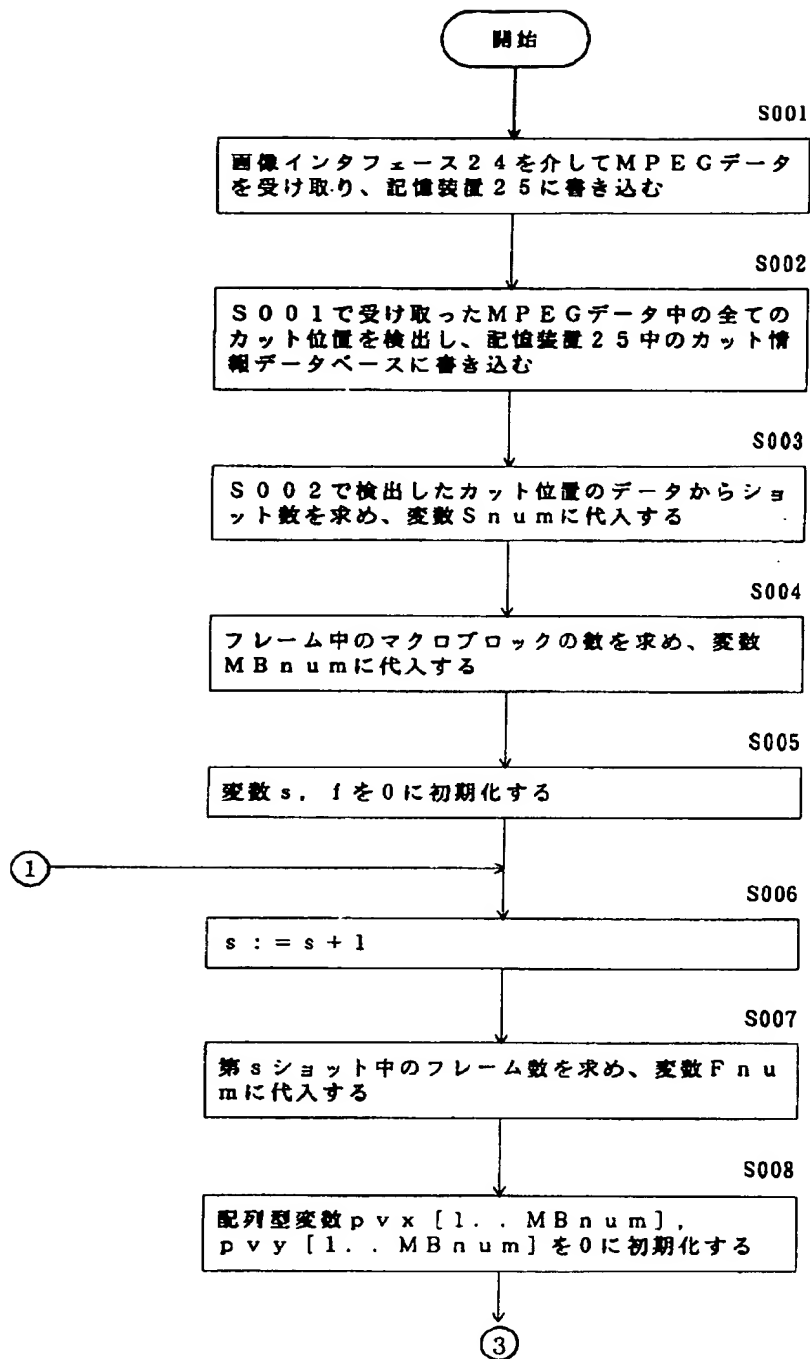 開始
S001
画像インタフェース24を介してMPEGデータ
を受け取り、記憶装置25に書き込む
S002
S001で受け取ったMPEGデータ中の全ての
カット位置を検出し、記憶装置25中のカット情
報データベースに書き込む
S003
S002で検出したカット位置のデータからショ
ット数を求め、変数Snumに代入する
S004
フレーム中のマクロブロックの数を求め、変数
MBnumに代入する
S005
変数s, fを0に初期化する
①
S006
s:=s+1
S007
第sショット中のフレーム数を求め、変数Fnu
mに代入する
S008
配列型変数pvx[1..MBnum],
pvy[1..MBnum]を0に初期化する
③